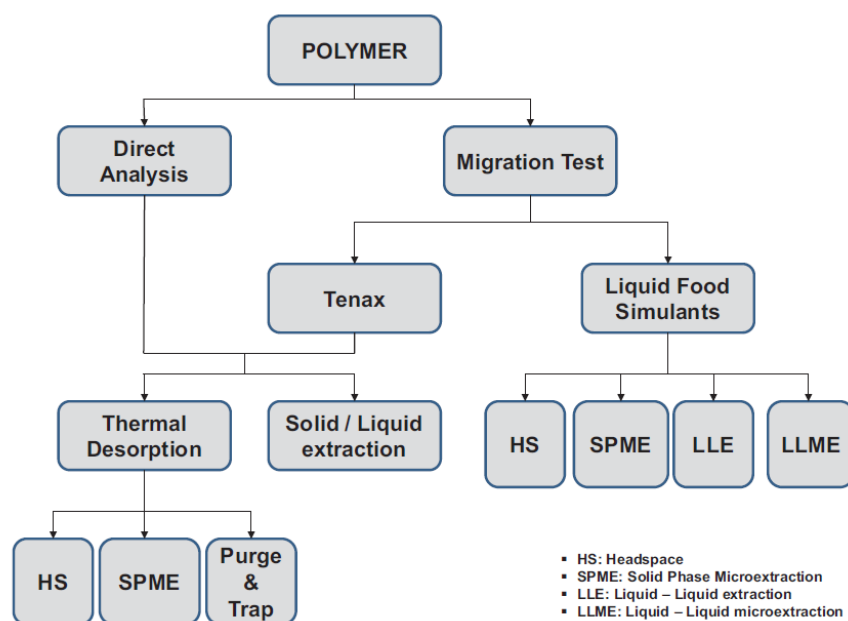 POLYMER
Direct
Analysis
Migration Test
Tenax
Liquid Food
Simulants
Thermal
Desorption
Solid / Liquid
extraction
HS
SPME
LLE
LLME
HS
SPME
Purge
&
Trap
▪ HS: Headspace
▪ SPME: Solid Phase Microextraction
▪ LLE: Liquid – Liquid extraction
▪ LLME: Liquid – Liquid microextraction